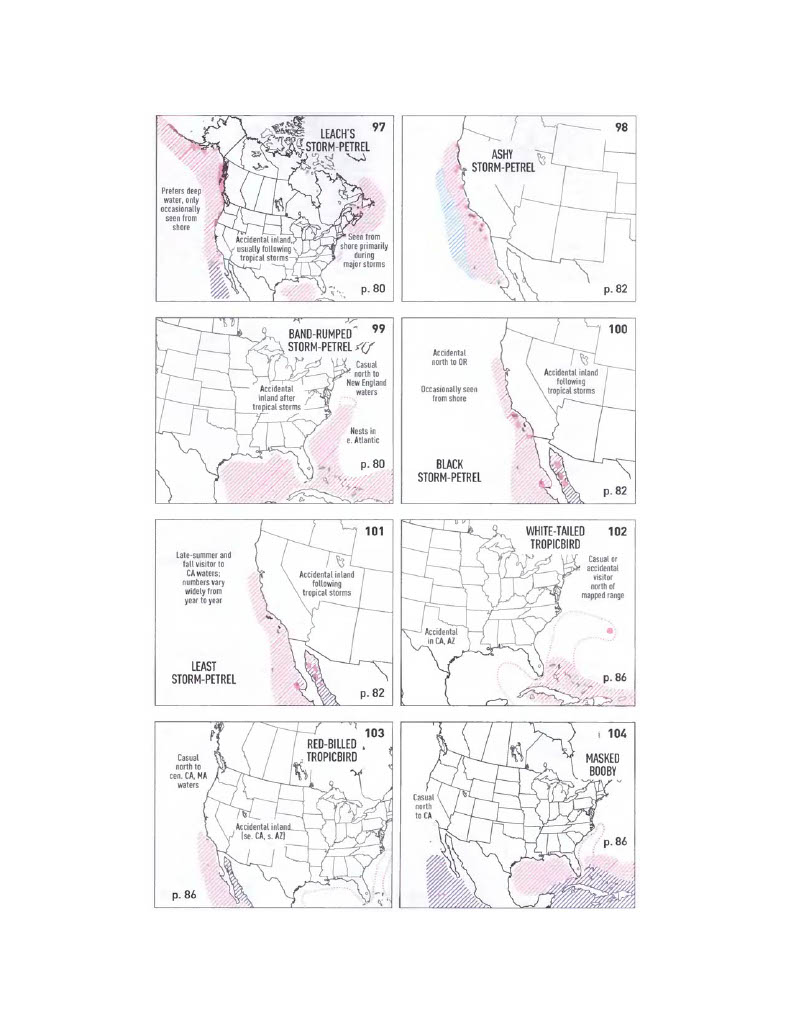 97
LEACH'S
STORM-PETREL
Prefers deep
water, only
occasionally
seen from
shore
Accidental inland,
usually following
tropical storms
Seen from
shore primarily
during
major storms
p. 80
98
ASHY
STORM-PETREL
p. 82
99
BAND-RUMPED
STORM-PETREL
Casual
north to
New England
waters
Accidental
inland after
tropical storms
Nests in
e. Atlantic
p. 80
100
Accidental
north to OR
Accidental inland
following
tropical storms
Occasionally seen
from shore
BLACK
STORM-PETREL
p. 82
101
Late-summer and
fall visitor to
CA waters;
numbers vary
widely from
year to year
Accidental inland
following
tropical storms
LEAST
STORM-PETREL
p. 82
WHITE-TAILED
TROPICBIRD
102
Casual or
accidental
visitor
north of
mapped range
Accidental
in CA, AZ
p. 86
103
RED-BILLED
TROPICBIRD
Casual
north to
cen. CA, MA
waters
Accidental inland
(se. CA, s. AZ)
p. 86
104
MASKED
BOOBY
Casual
north
to CA
p. 86